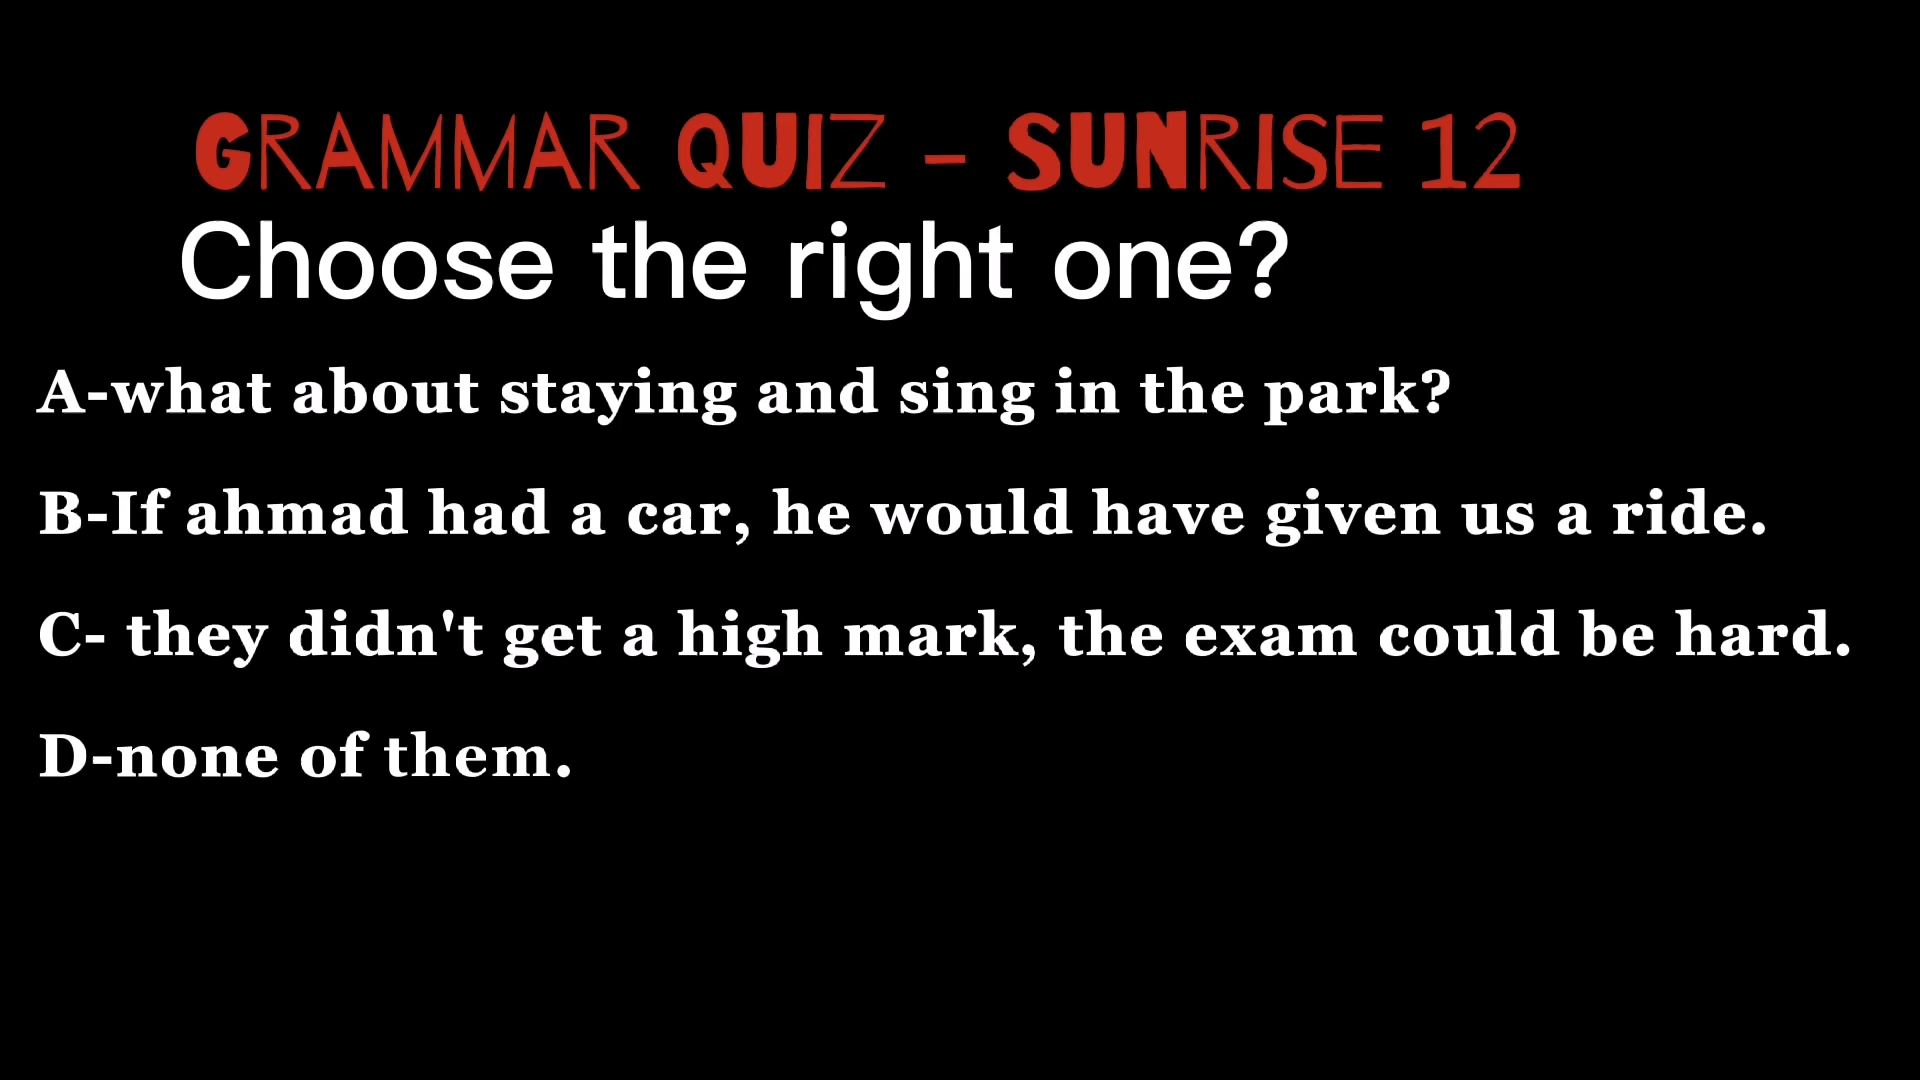 GRAMMAR QUIZ - SUNRISE 12
Choose the right one?
A-what about staying and sing in the park?
B-If ahmad had a car, he would have given us a ride.
C- they didn't get a high mark, the exam could be hard.
D-none of them.